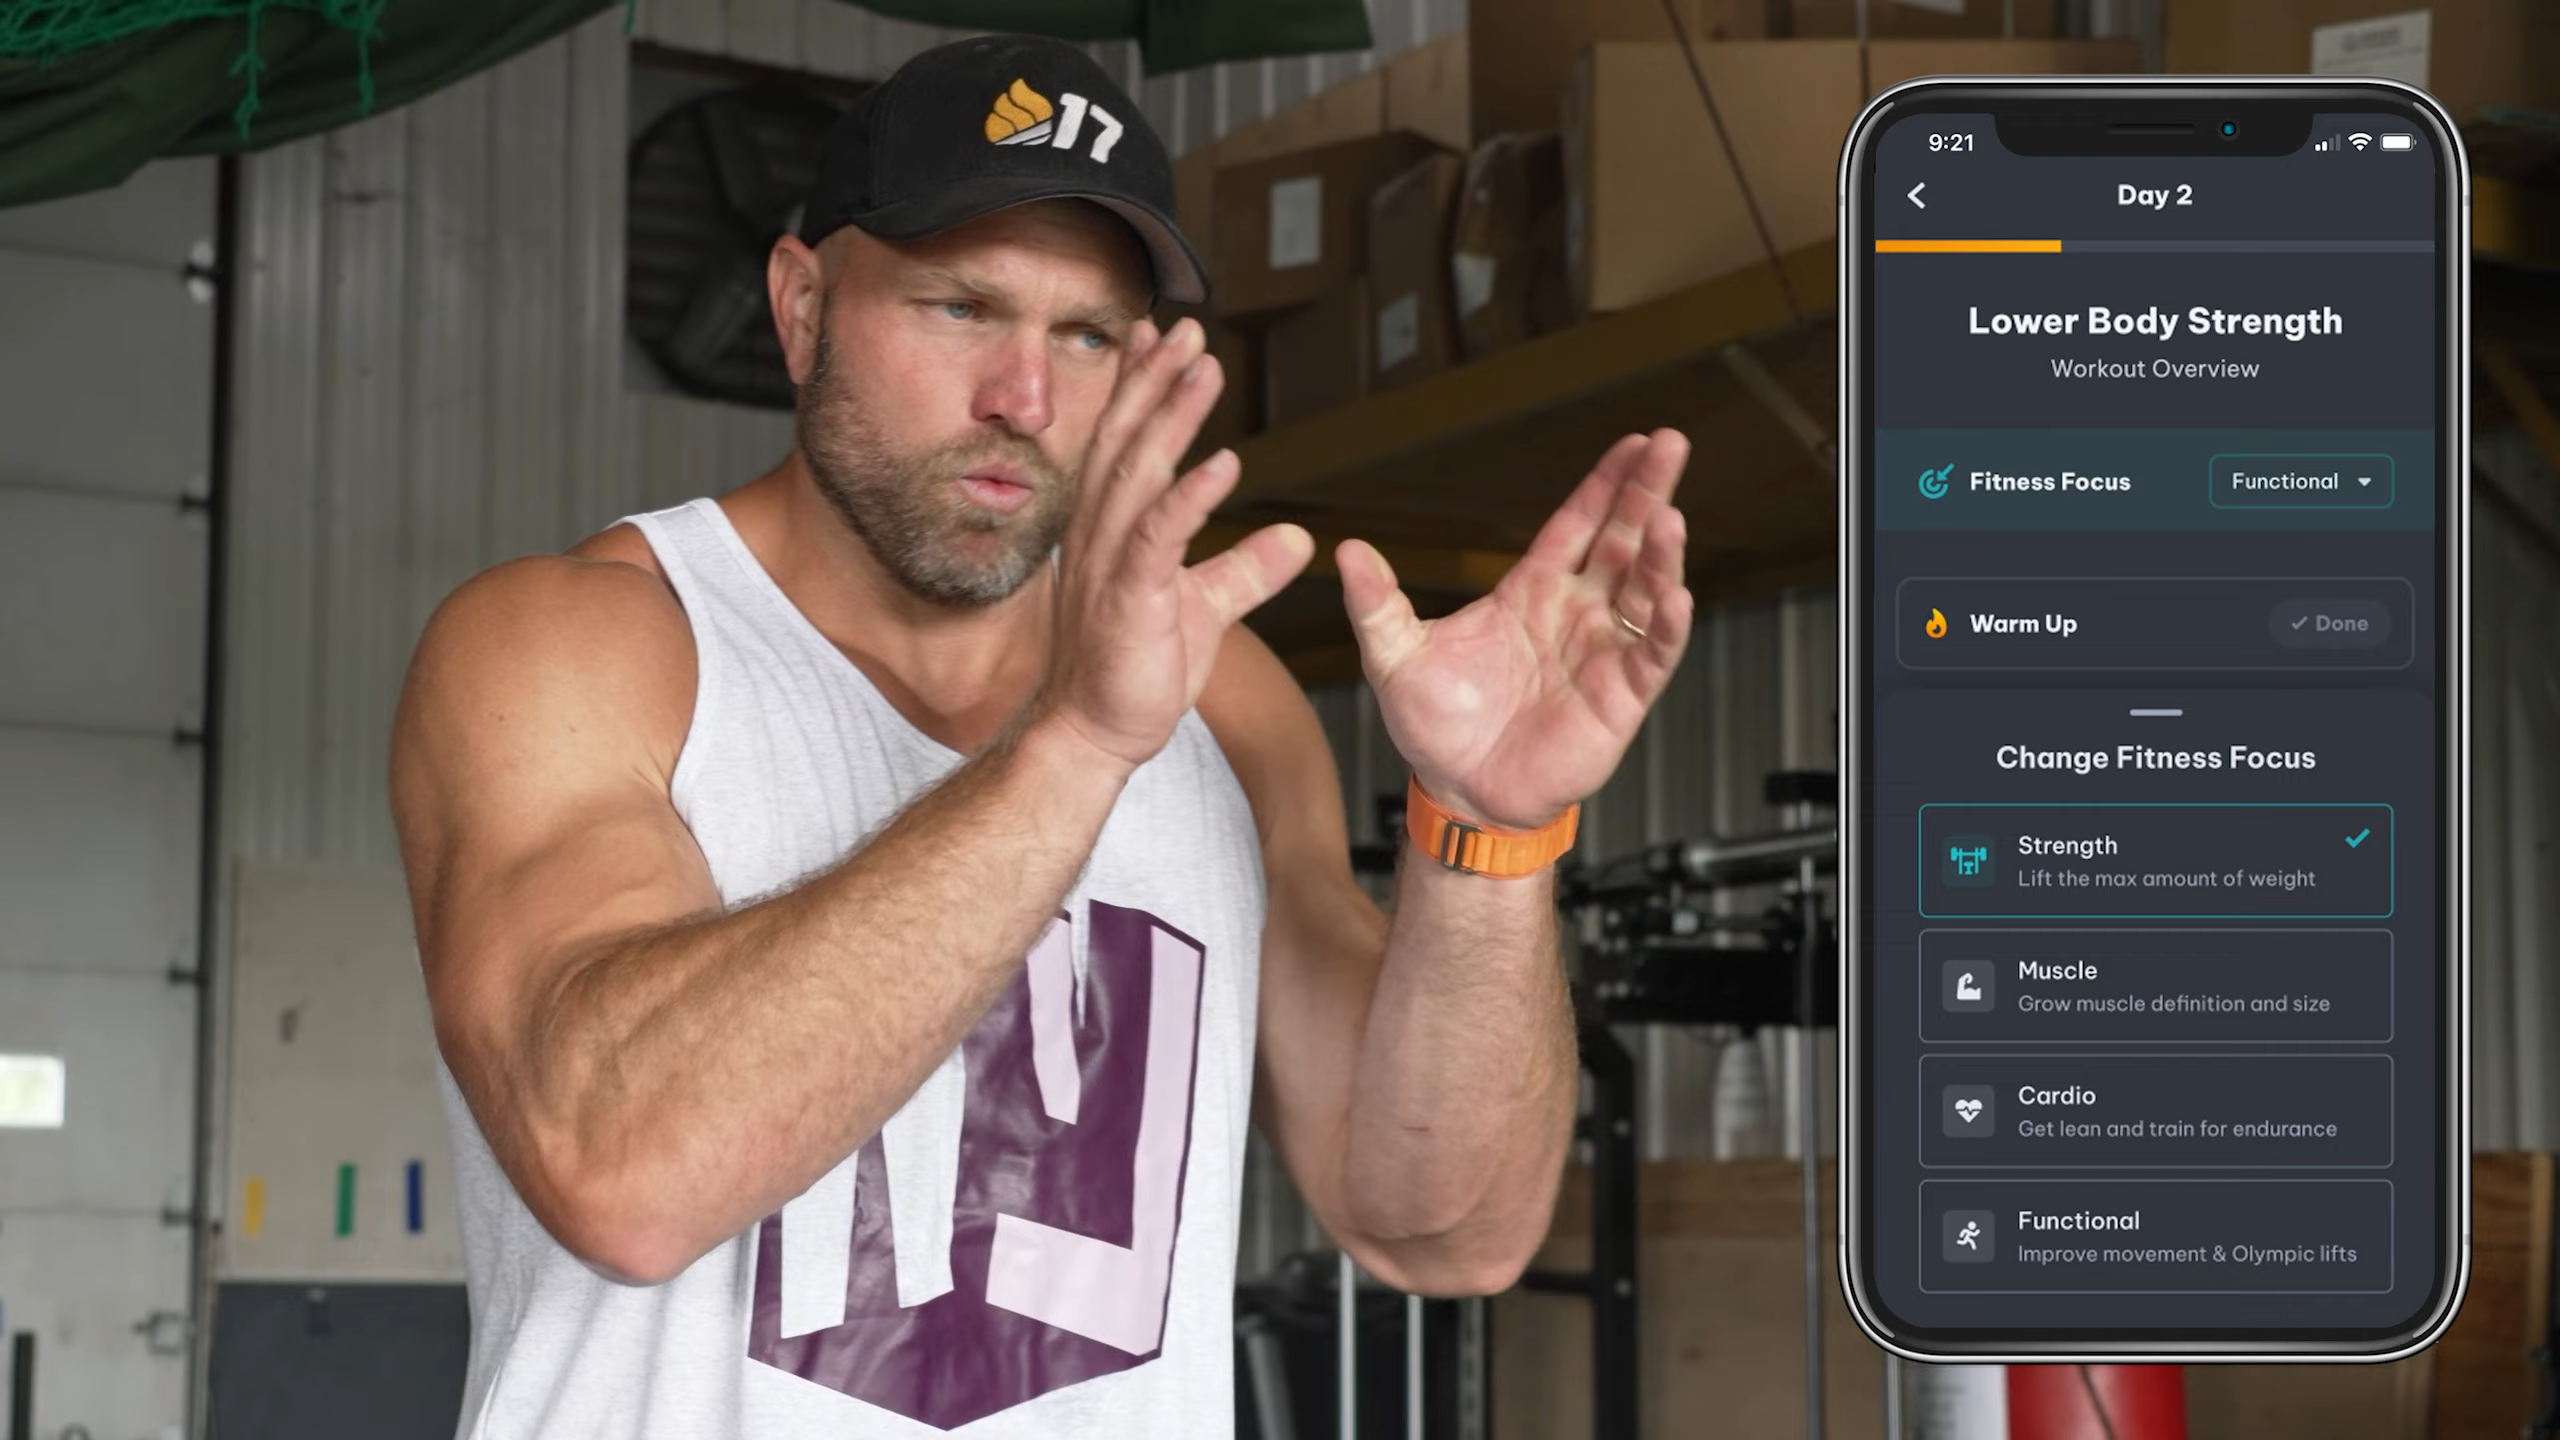 17
9:21
Day 2
Lower Body Strength
Workout Overview
Fitness Focus
Functional
Warm Up
Done
Change Fitness Focus
Strength
Lift the max amount of weight
Muscle
Grow muscle definition and size
Cardio
Get lean and train for endurance
Functional
Improve movement & Olympic lifts